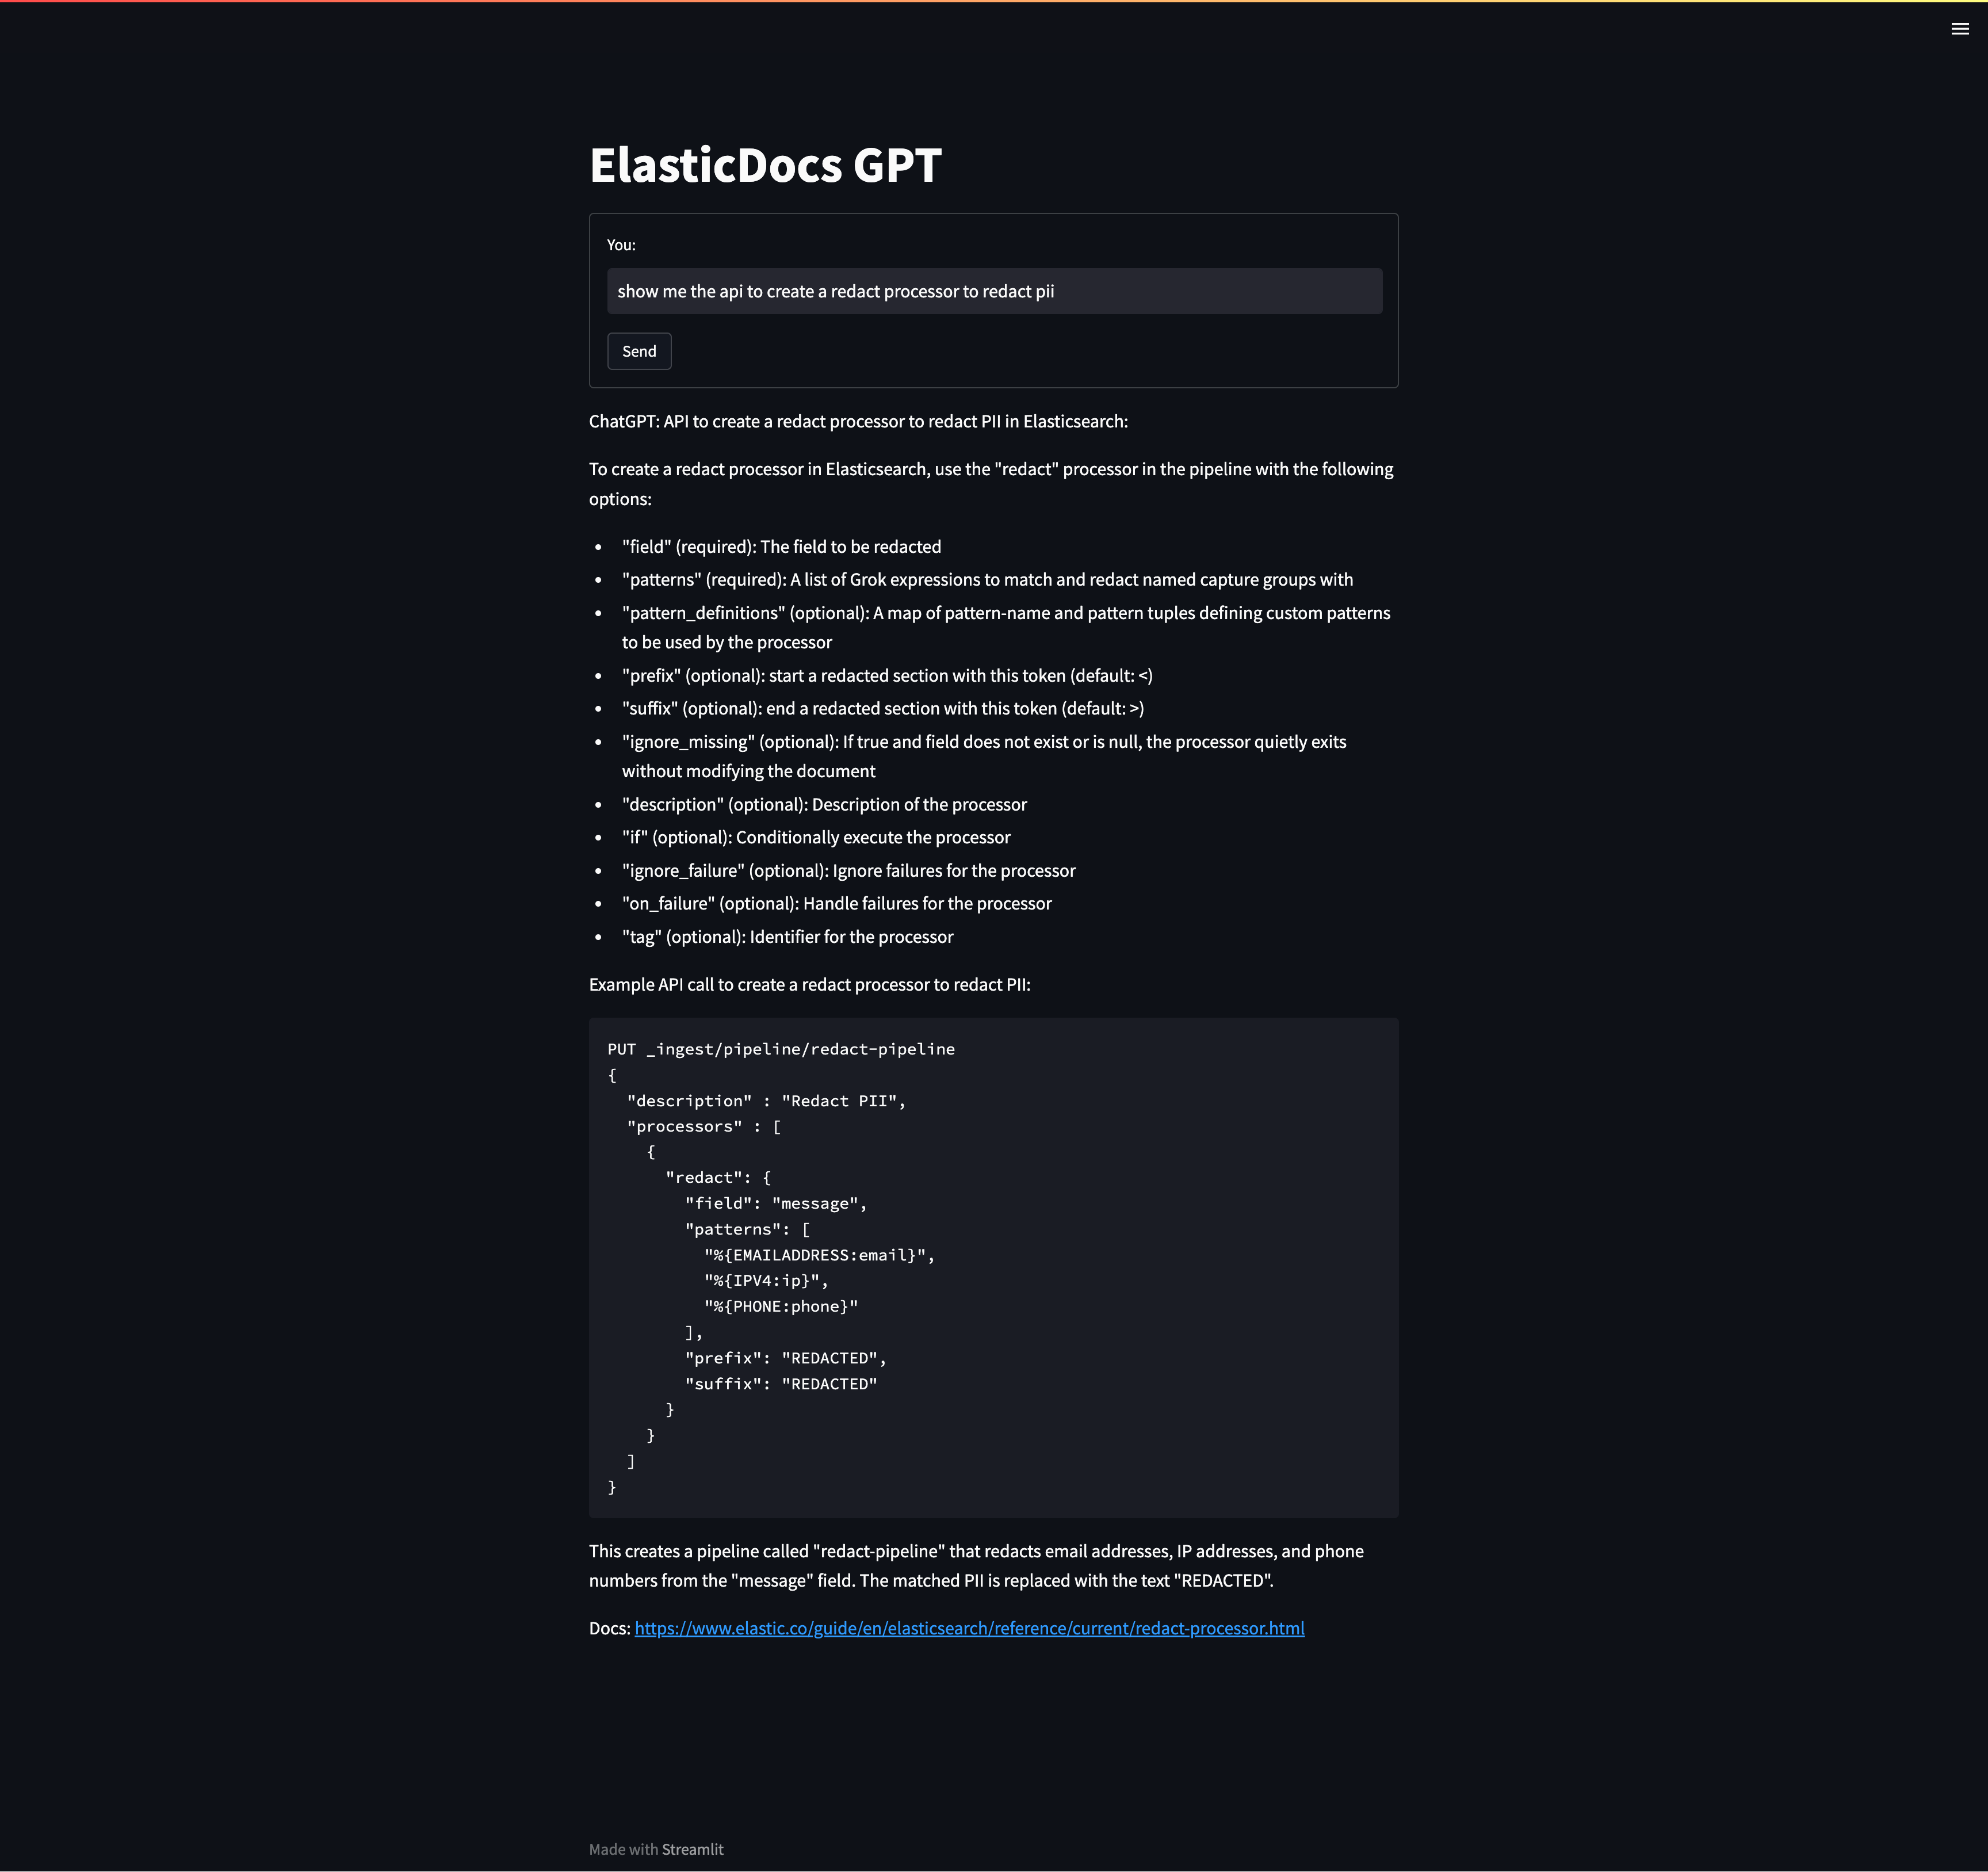 ElasticDocs GPT
You:
show me the api to create a redact processor to redact pii
Send
ChatGPT: API to create a redact processor to redact PII in Elasticsearch:
To create a redact processor in Elasticsearch, use the "redact" processor in the pipeline with the following
options:
• "field" (required): The field to be redacted
• "patterns" (required): A list of Grok expressions to match and redact named capture groups with
• "pattern_definitions" (optional): A map of pattern-name and pattern tuples defining custom patterns
to be used by the processor
• "prefix" (optional): start a redacted section with this token (default: <)
• "suffix" (optional): end a redacted section with this token (default: >)
• "ignore_missing" (optional): If true and field does not exist or is null, the processor quietly exits
without modifying the document
• "description" (optional): Description of the processor
• "if" (optional): Conditionally execute the processor
• "ignore_failure" (optional): Ignore failures for the processor
• "on_failure" (optional): Handle failures for the processor
• "tag" (optional): Identifier for the processor
Example API call to create a redact processor to redact PII:
PUT _ingest/pipeline/redact-pipeline
{
  "description" : "Redact PII",
  "processors" : [
    {
      "redact": {
        "field": "message",
        "patterns": [
          "%{EMAILADDRESS:email}",
          "%{IPV4:ip}",
          "%{PHONE:phone}"
        ],
        "prefix": "REDACTED",
        "suffix": "REDACTED"
      }
    }
  ]
}
This creates a pipeline called "redact-pipeline" that redacts email addresses, IP addresses, and phone
numbers from the "message" field. The matched PII is replaced with the text "REDACTED".
Docs: https://www.elastic.co/guide/en/elasticsearch/reference/current/redact-processor.html
Made with Streamlit